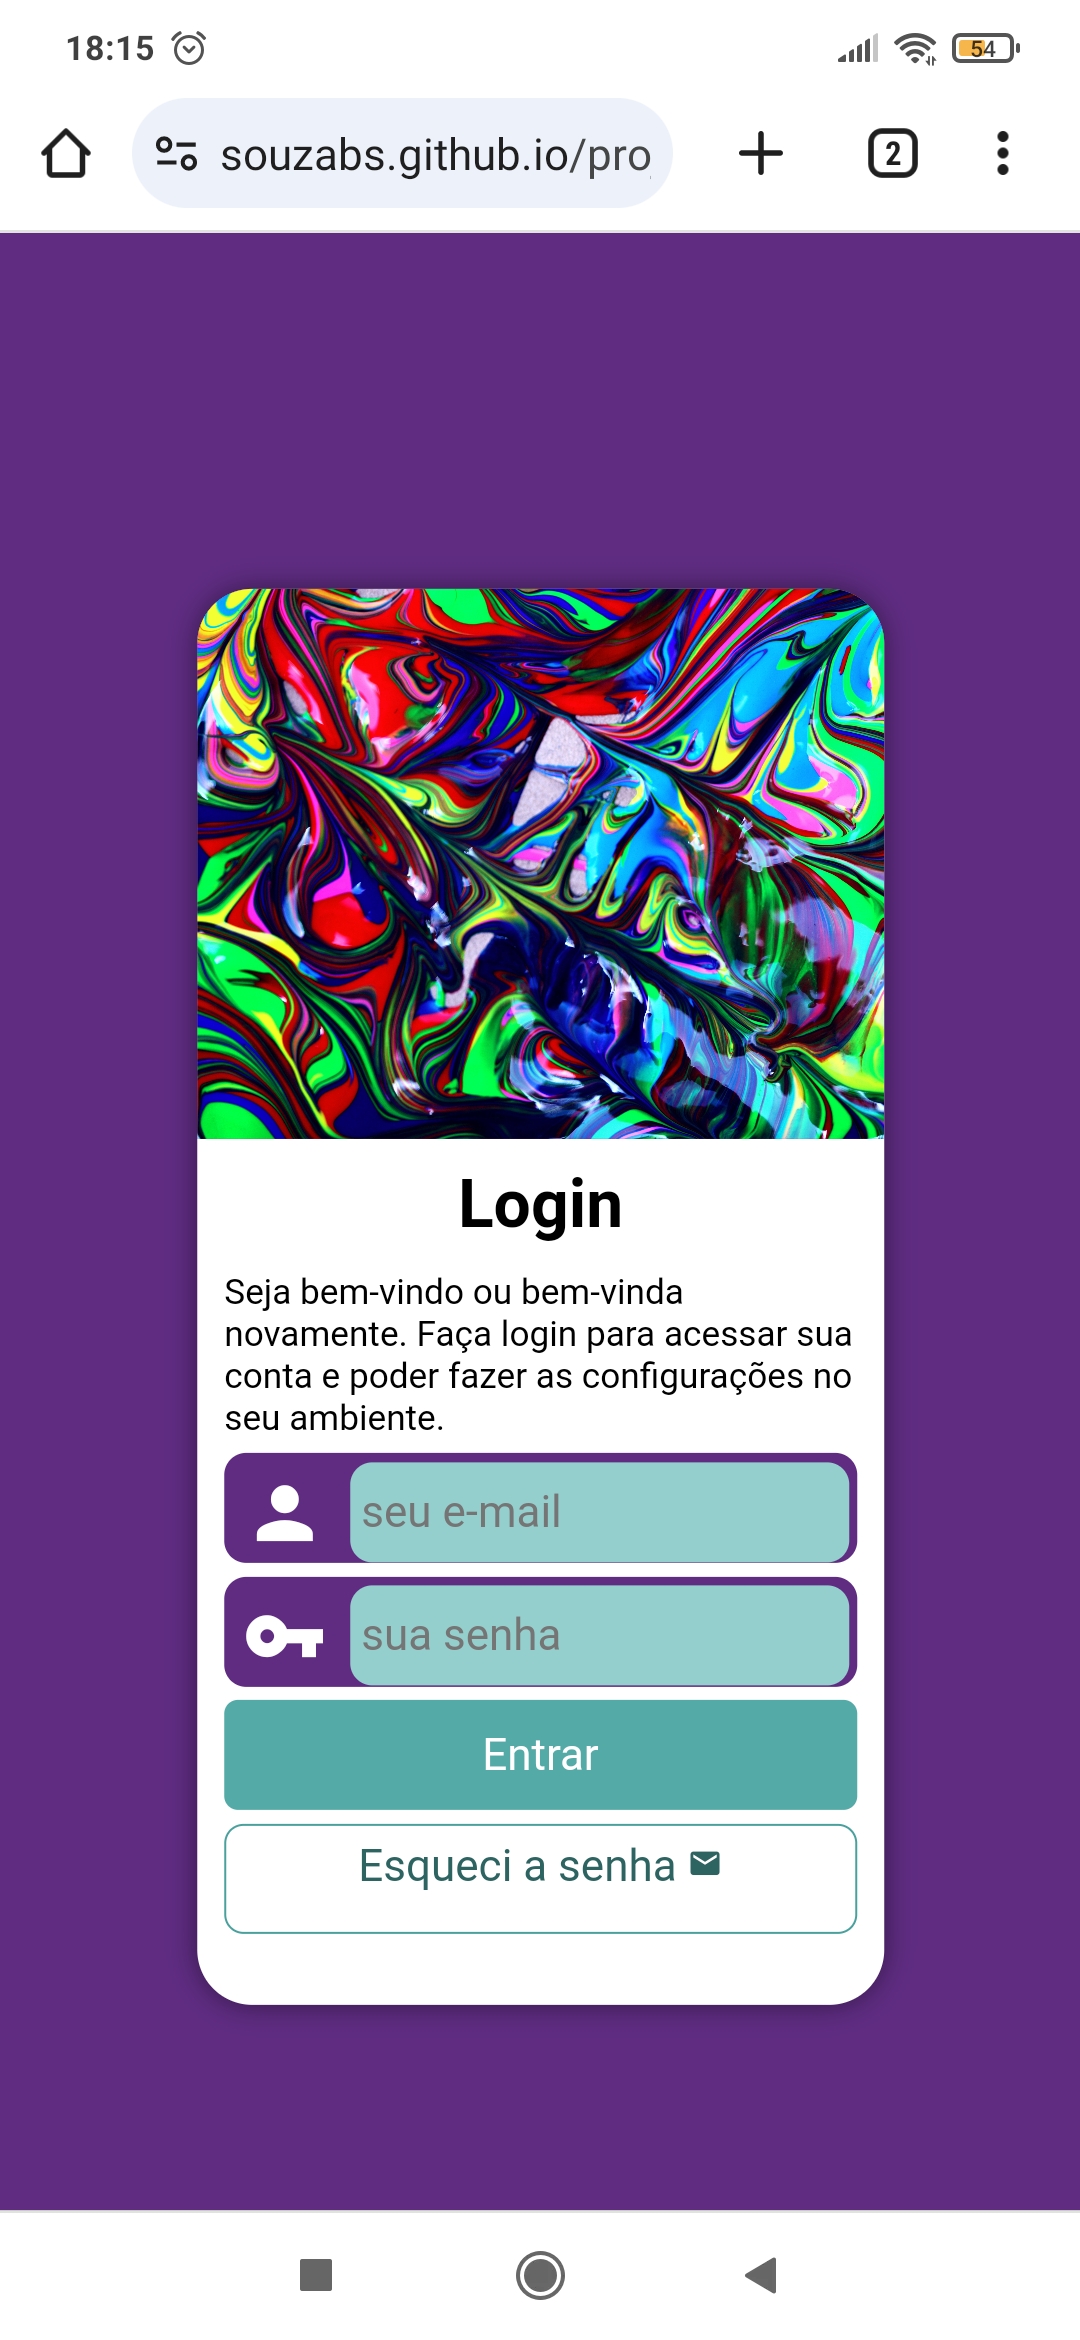 18:15
54
souzabs.github.io/pro
2
Login
Seja bem-vindo ou bem-vinda
novamente. Faça login para acessar sua
conta e poder fazer as configurações no
seu ambiente.
seu e-mail
sua senha
Entrar
Esqueci a senha